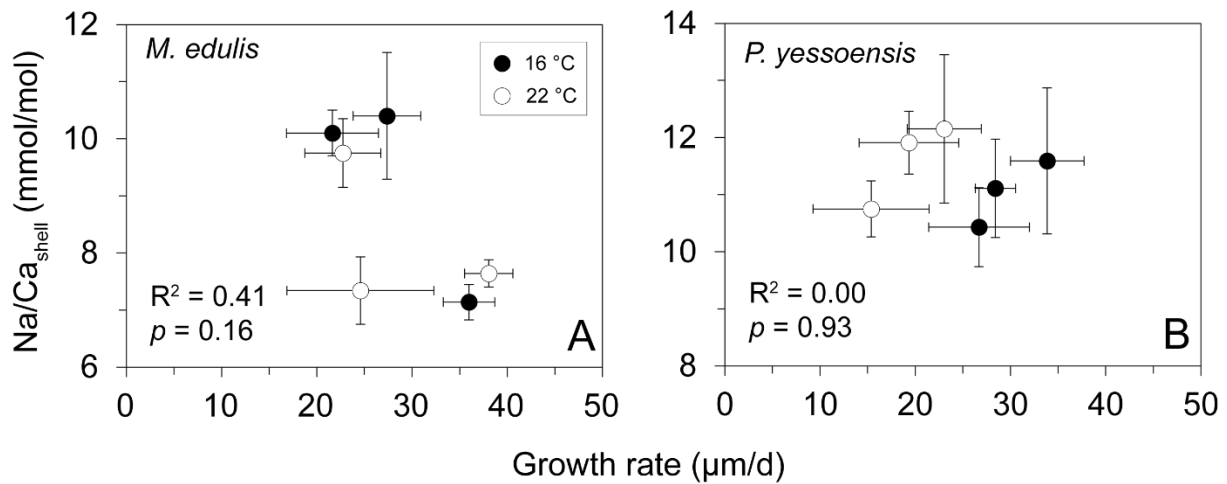 Na/Ca_shell (mmol/mol)
12
10
8
6
M. edulis
16 °C
22 °C
R² = 0.41
p = 0.16
A
0
10
20
30
40
50
14
12
10
8
P. yessoensis
R² = 0.00
p = 0.93
B
0
10
20
30
40
50
Growth rate (µm/d)